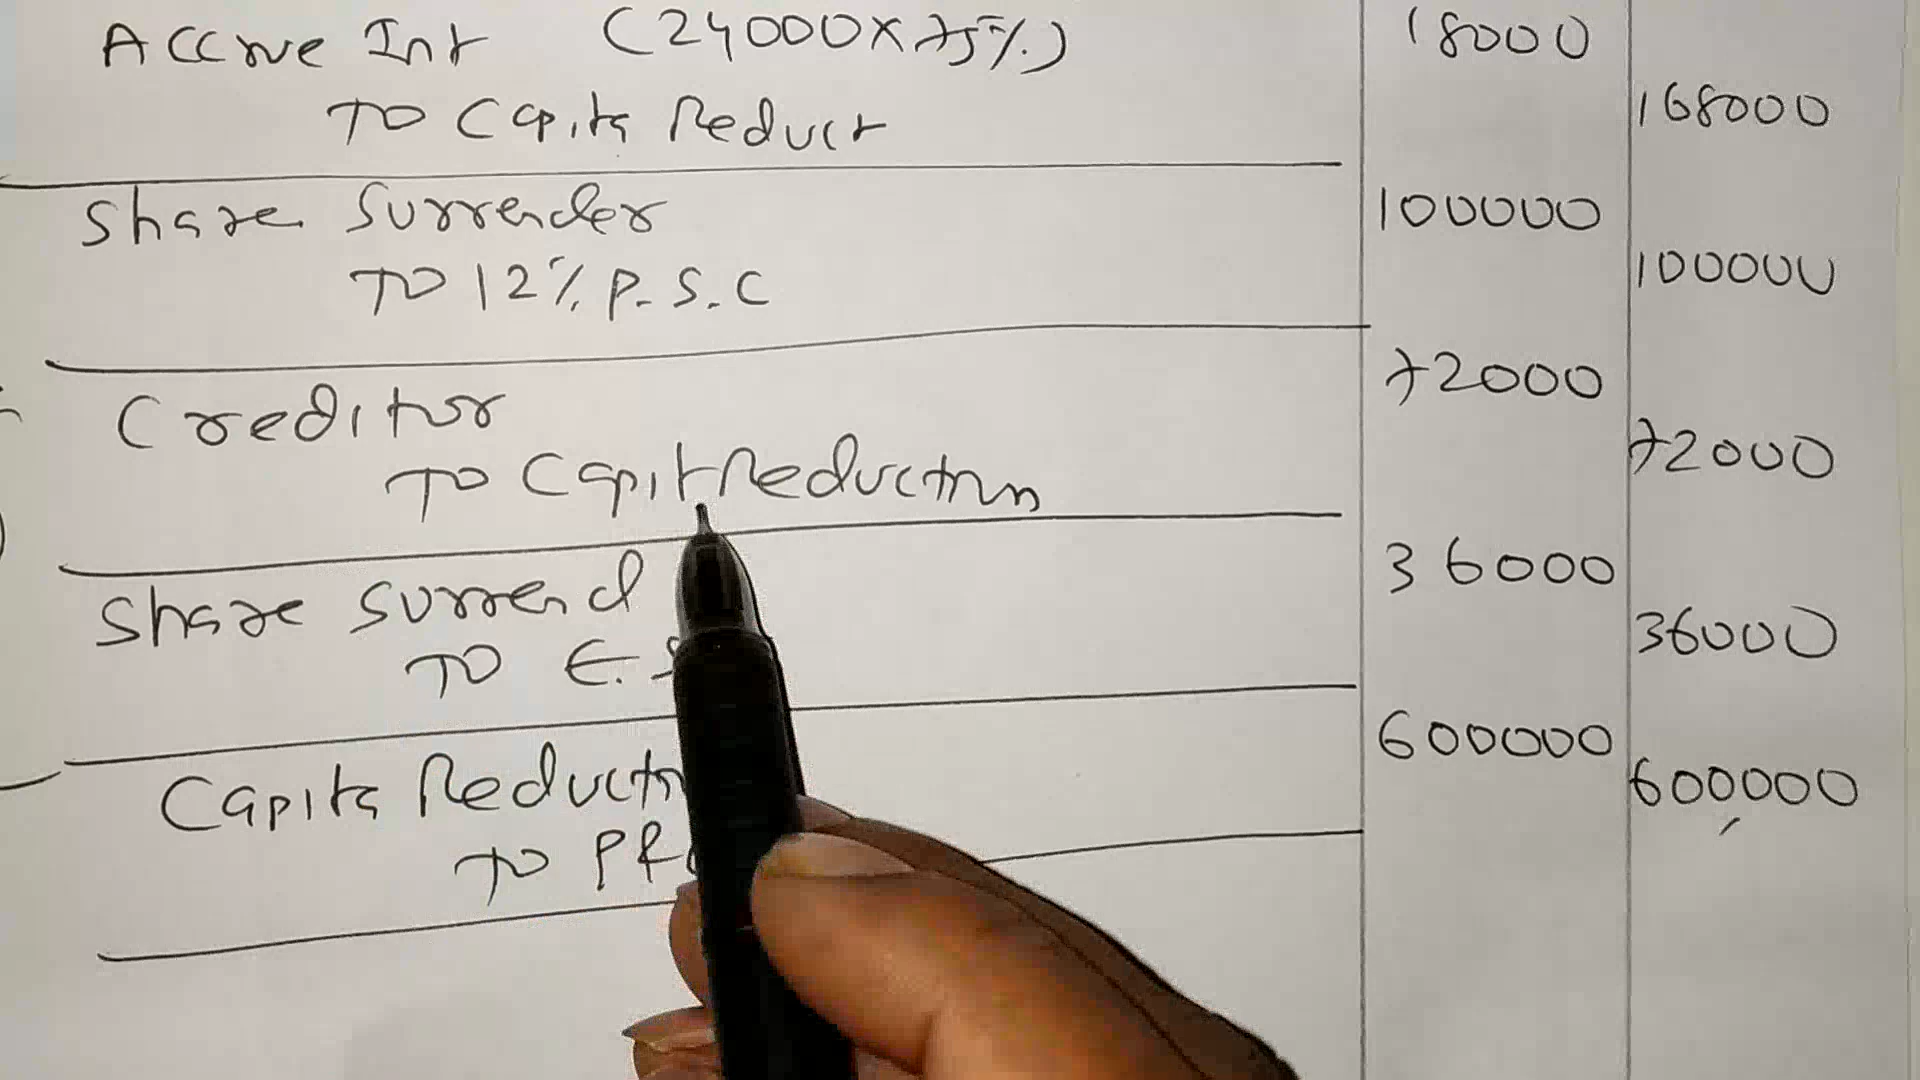 Accrue Int (24000x75%) 18000
TO Capita Reduct 168000
Share Surrender 100000
TO 12% P.S.C 100000
Creditor 72000
TO Capit Reduction 72000
Share Surrend 36000
TO E.S 36000
Capita Reduct 600000
TO 600000